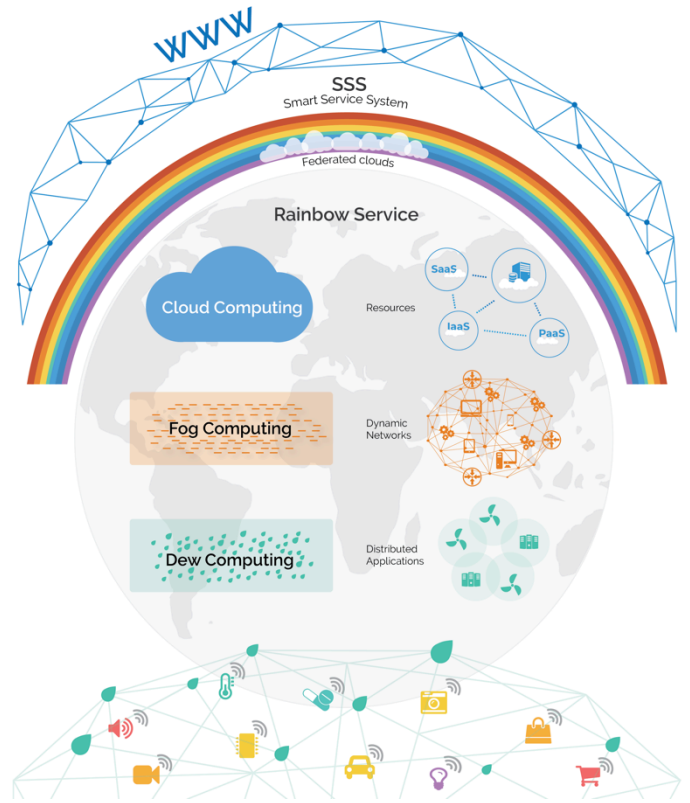 WWW
SSS
Smart Service System
Federated clouds
Rainbow Service
Cloud Computing
Resources
SaaS
IaaS
PaaS
Fog Computing
Dynamic
Networks
Dew Computing
Distributed
Applications